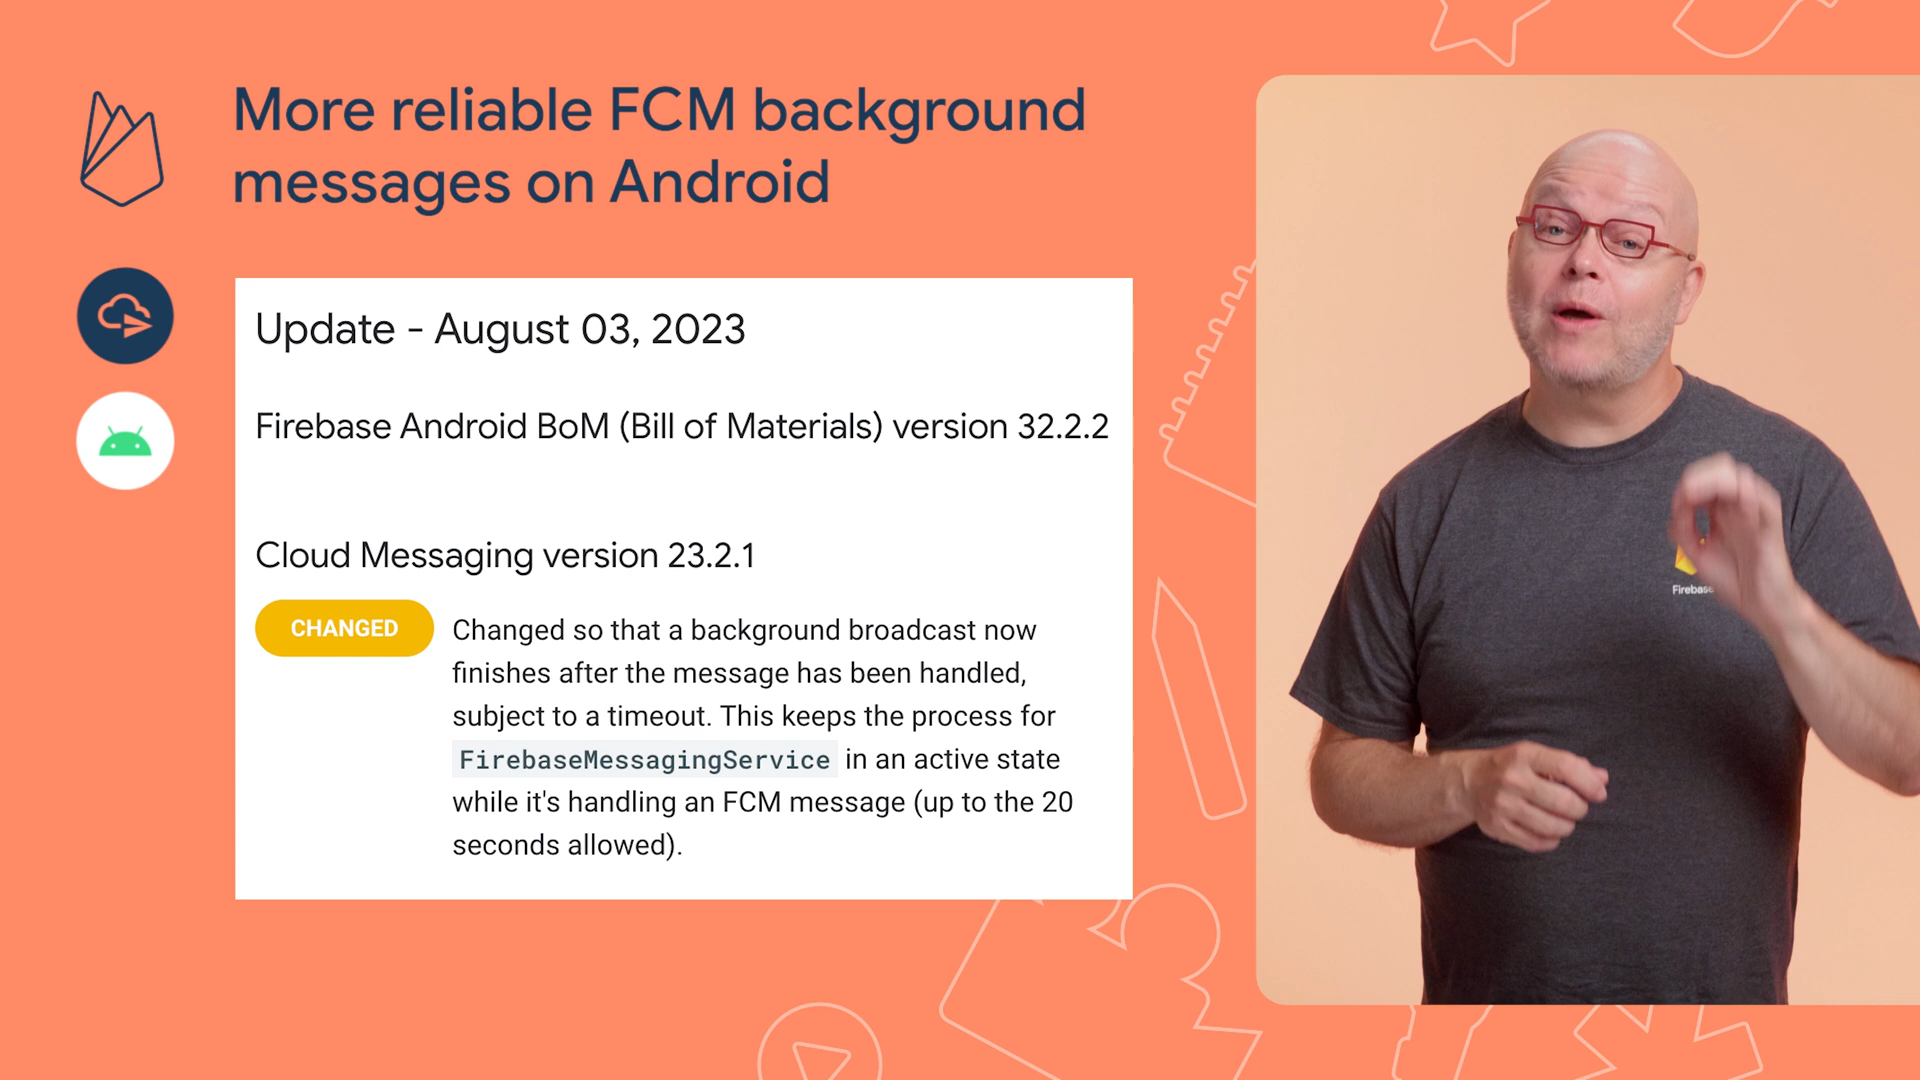 More reliable FCM background
messages on Android
Update - August 03, 2023
Firebase Android BoM (Bill of Materials) version 32.2.2
Cloud Messaging version 23.2.1
CHANGED
Changed so that a background broadcast now
finishes after the message has been handled,
subject to a timeout. This keeps the process for
FirebaseMessagingService in an active state
while it's handling an FCM message (up to the 20
seconds allowed).
Firebase